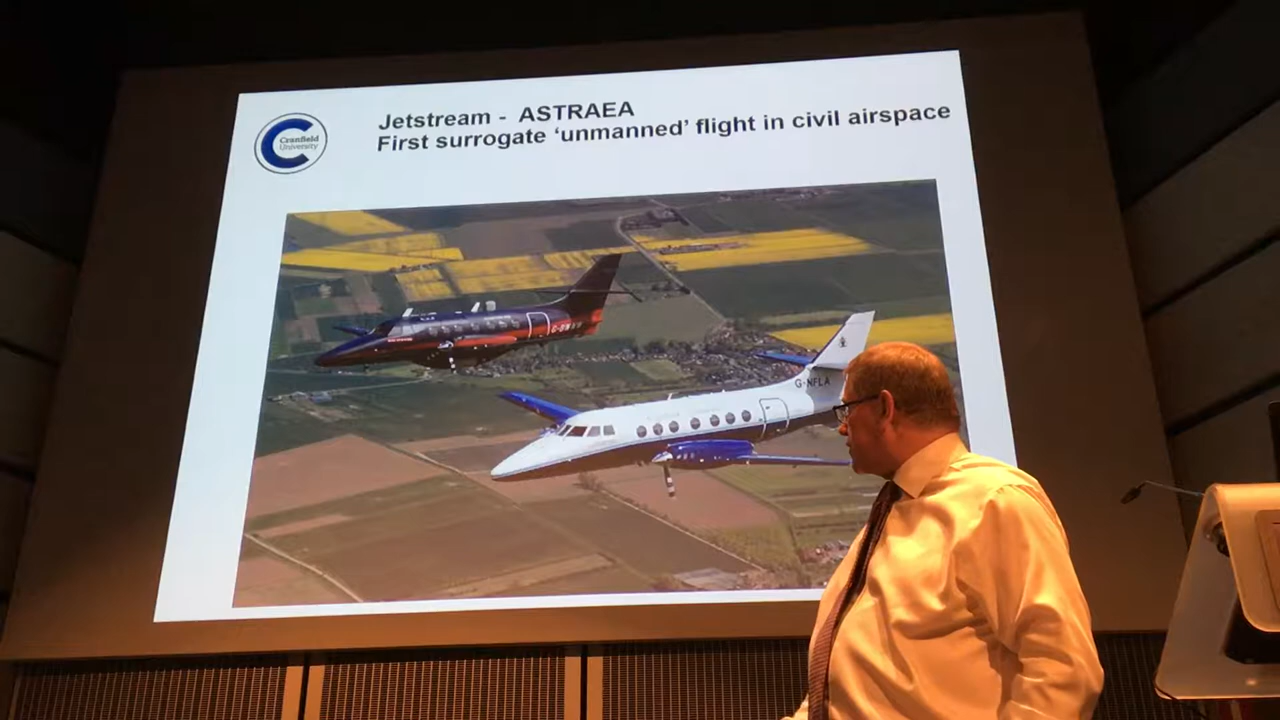 Jetstream - ASTRAEA
First surrogate ‘unmanned’ flight in civil airspace
Cranfield
University
G-NFLA